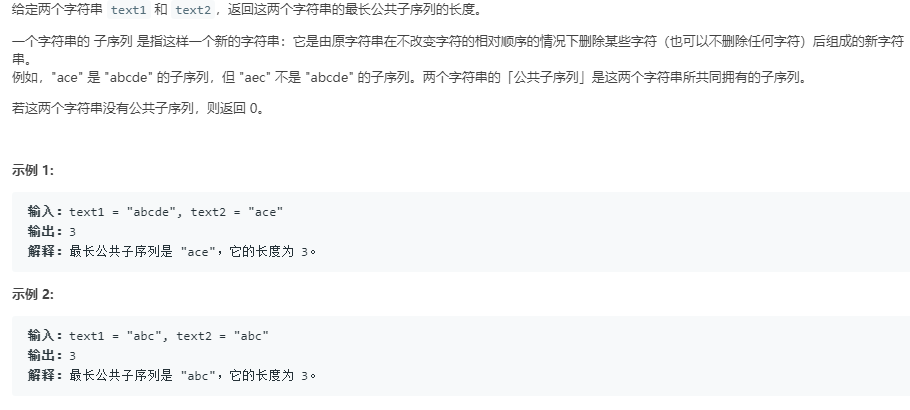 给定两个字符串 text1 和 text2，返回这两个字符串的最长公共子序列的长度。
一个字符串的 子序列 是指这样一个新的字符串：它是由原字符串在不改变字符的相对顺序的情况下删除某些字符（也可以不删除任何字符）后组成的新字符
串。
例如，"ace" 是 "abcde" 的子序列，但 "aec" 不是 "abcde" 的子序列。两个字符串的「公共子序列」是这两个字符串所共同拥有的子序列。
若这两个字符串没有公共子序列，则返回 0。
示例 1:
输入：text1 = "abcde", text2 = "ace"
输出：3
解释：最长公共子序列是 "ace"，它的长度为 3。
示例 2:
输入：text1 = "abc", text2 = "abc"
输出：3
解释：最长公共子序列是 "abc"，它的长度为 3。